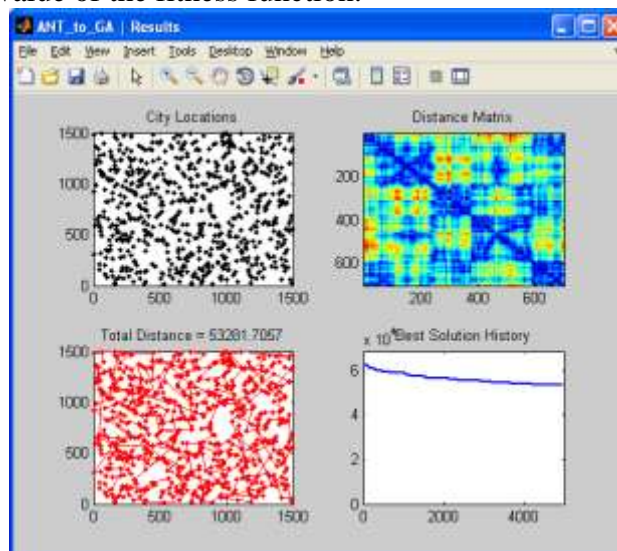 value of the fitness function.
ANT_to_GA | Results
File Edit View Insert Tools Desktop Window Help
City Locations
1500
1000
500
0
0 500 1000 1500
Distance Matrix
200
400
600
200 400 600
Total Distance = 53281.7057
1500
1000
500
0
0 500 1000 1500
x 10⁴ Best Solution History
6
4
2
0
0 2000 4000